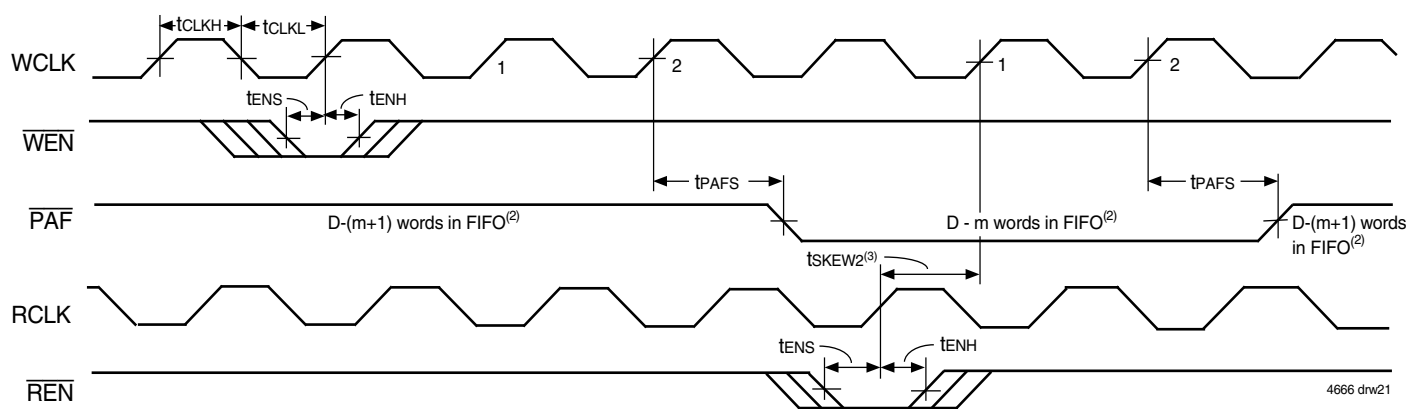 tCLKH tCLKL
WCLK 1 2 1 2
tENS tENH
WEN
tPAFS tPAFS
PAF D-(m+1) words in FIFO(2) D - m words in FIFO(2) D-(m+1) words
in FIFO(2)
tSKEW2(3)
RCLK
tENS tENH
REN
4666 drw21